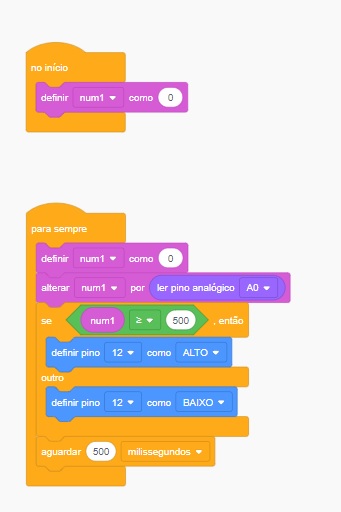 no início
definir num1 como 0
para sempre
definir num1 como 0
alterar num1 por ler pino analógico A0
se num1 ≥ 500 , então
definir pino 12 como ALTO
outro
definir pino 12 como BAIXO
aguardar 500 milissegundos